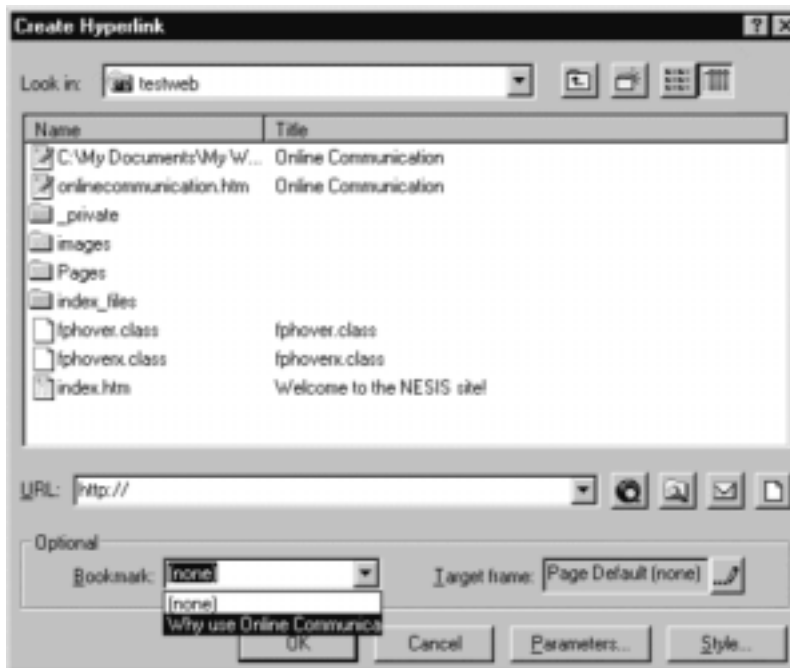 Create Hyperlink
Look in: testweb
Name Title
C:\My Documents\My W... Online Communication
onlinecommunication.htm Online Communication
_private
images
Pages
index_files
fphover.class fphover.class
fphoverx.class fphoverx.class
index.htm Welcome to the NESIS site!
URL: http://
Optional
Bookmark: (none) Target frame: Page Default (none)
(none)
Why use Online Communica
OK Cancel Parameters... Style...